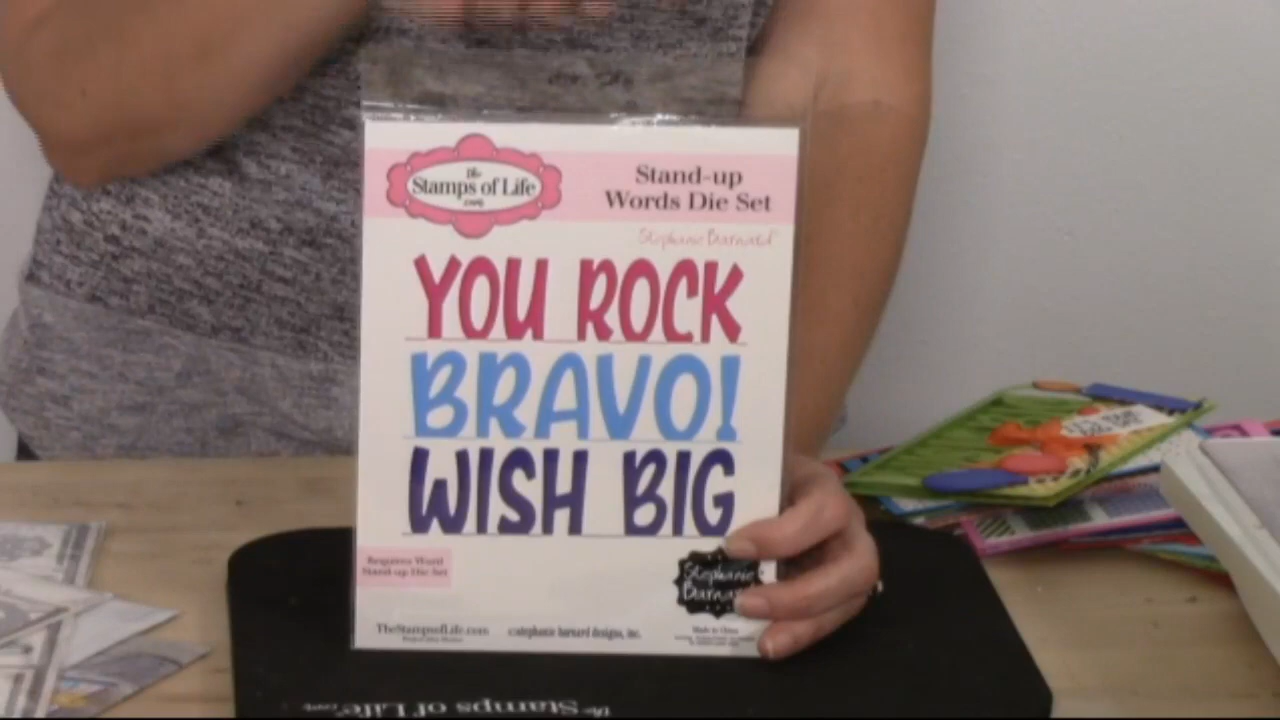 the
Stamps of Life
.com
Stand-up
Words Die Set
Stephanie Barnard
YOU ROCK
BRAVO!
WISH BIG
Requires Word
Stand-up Die Set
Stephanie
Barnard
TheStampsofLife.com
©stephanie barnard designs, inc.
Made in China
the Stamps of Life .com